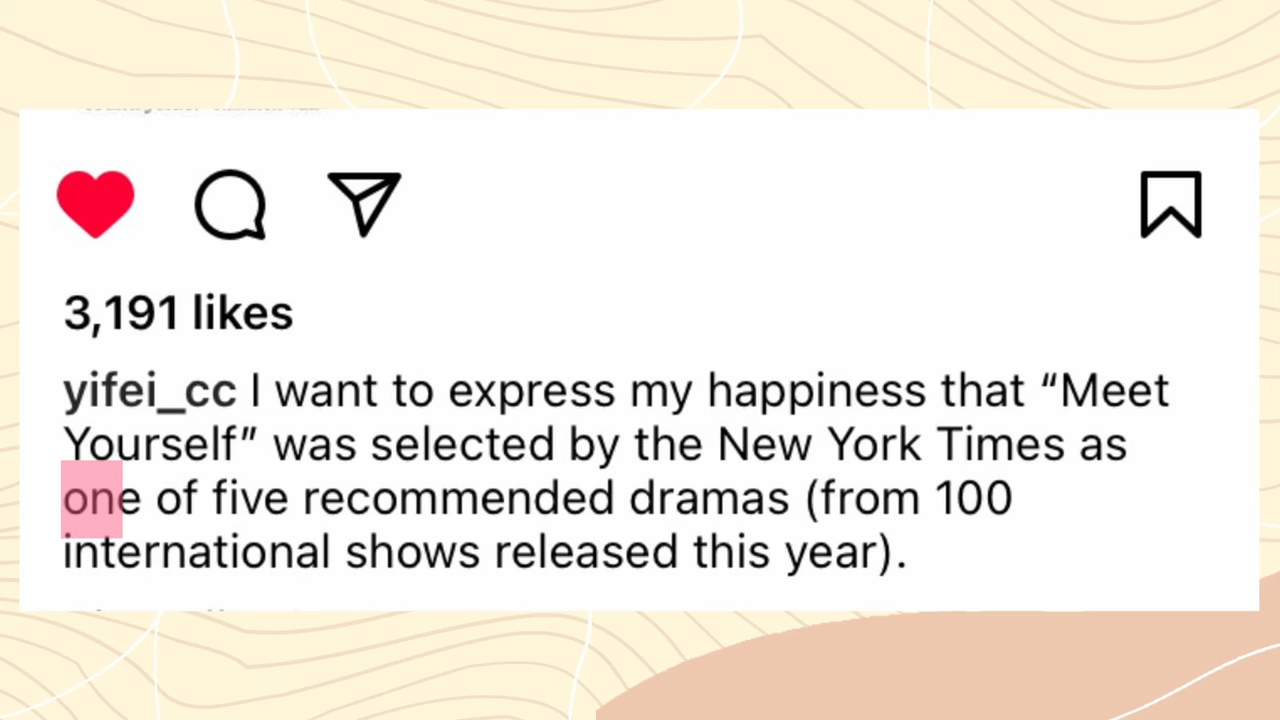 3,191 likes
yifei_cc I want to express my happiness that “Meet
Yourself” was selected by the New York Times as
one of five recommended dramas (from 100
international shows released this year).